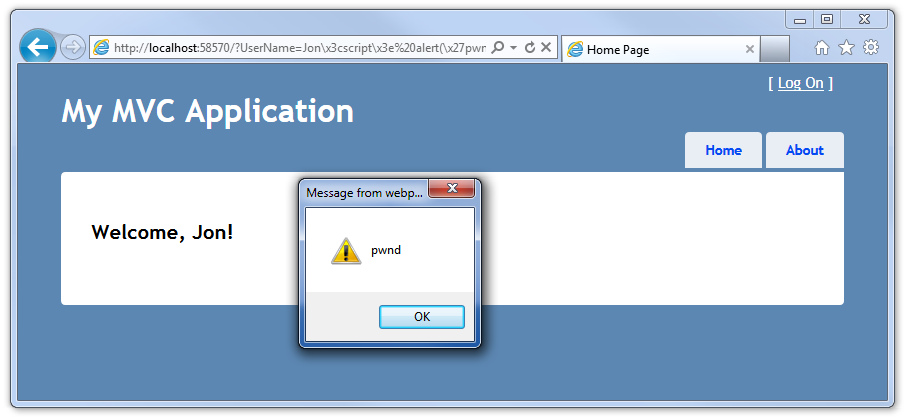 http://localhost:58570/?UserName=Jon\x3cscript\x3e%20alert(\x27pwn
Home Page
[ Log On ]
My MVC Application
Home
About
Message from webp...
Welcome, Jon!
pwnd
OK